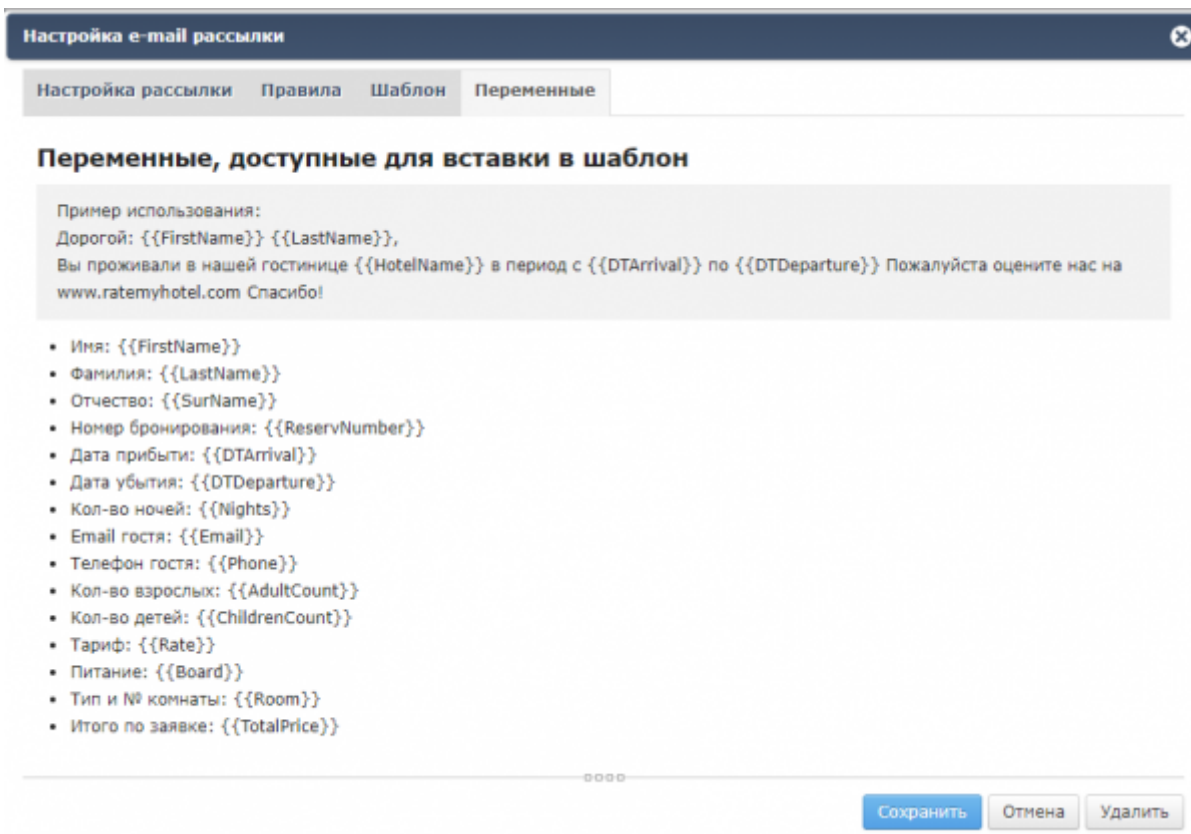 Настройка e-mail рассылки
Настройка рассылки Правила Шаблон Переменные
Переменные, доступные для вставки в шаблон
Пример использования:
Дорогой: {{FirstName}} {{LastName}},
Вы проживали в нашей гостинице {{HotelName}} в период с {{DTArrival}} по {{DTDeparture}} Пожалуйста оцените нас на
www.ratemyhotel.com Спасибо!
• Имя: {{FirstName}}
• Фамилия: {{LastName}}
• Отчество: {{SurName}}
• Номер бронирования: {{ReservNumber}}
• Дата прибыти: {{DTArrival}}
• Дата убытия: {{DTDeparture}}
• Кол-во ночей: {{Nights}}
• Email гостя: {{Email}}
• Телефон гостя: {{Phone}}
• Кол-во взрослых: {{AdultCount}}
• Кол-во детей: {{ChildrenCount}}
• Тариф: {{Rate}}
• Питание: {{Board}}
• Тип и № комнаты: {{Room}}
• Итого по заявке: {{TotalPrice}}
Сохранить Отмена Удалить